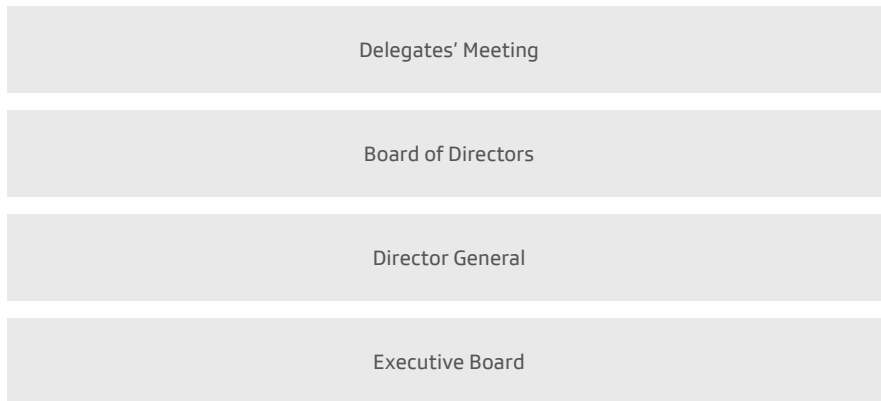 Delegates’ Meeting
Board of Directors
Director General
Executive Board